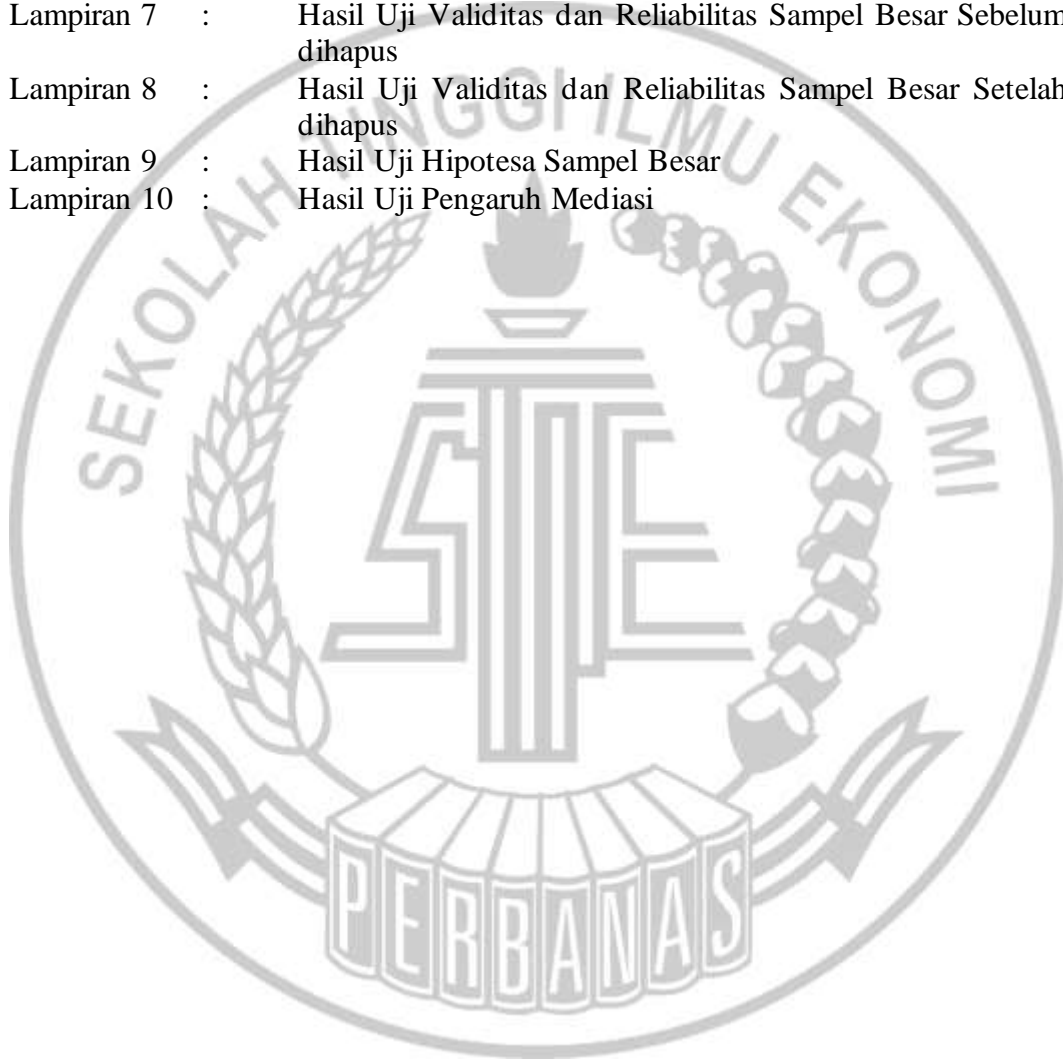 Lampiran 7 : Hasil Uji Validitas dan Reliabilitas Sampel Besar Sebelum
dihapus
Lampiran 8 : Hasil Uji Validitas dan Reliabilitas Sampel Besar Setelah
dihapus
Lampiran 9 : Hasil Uji Hipotesa Sampel Besar
Lampiran 10 : Hasil Uji Pengaruh Mediasi
SEKOLAH TINGGI ILMU EKONOMI
STIE
PERBANAS